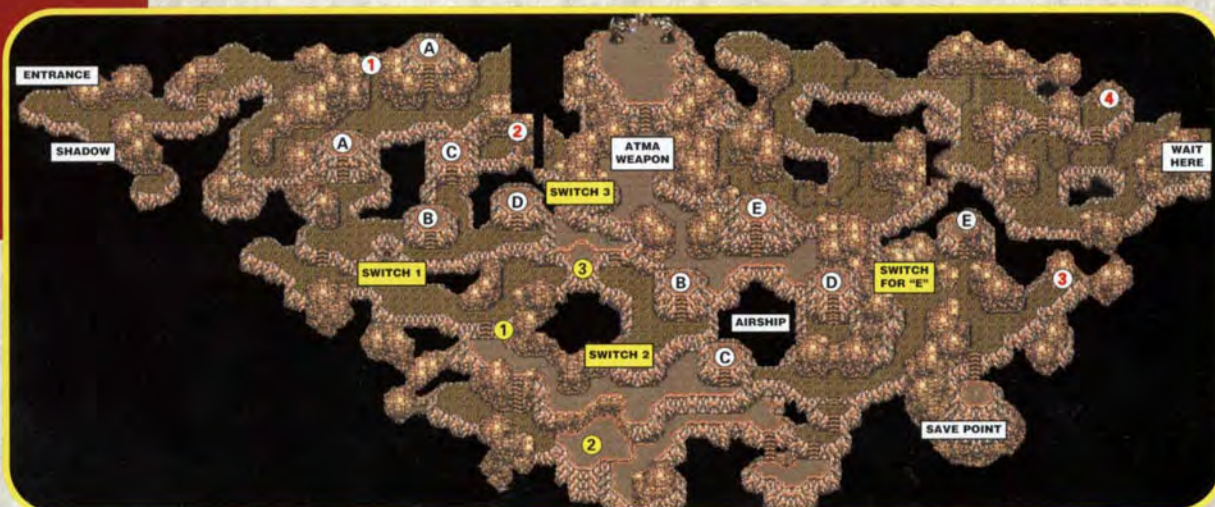 A
1
ENTRANCE
4
2
SHADOW
A
C
ATMA
WEAPON
WAIT
HERE
SWITCH 3
D
E
B
E
SWITCH 1
3
B
D
SWITCH
FOR "E"
3
AIRSHIP
1
SWITCH 2
C
SAVE POINT
2